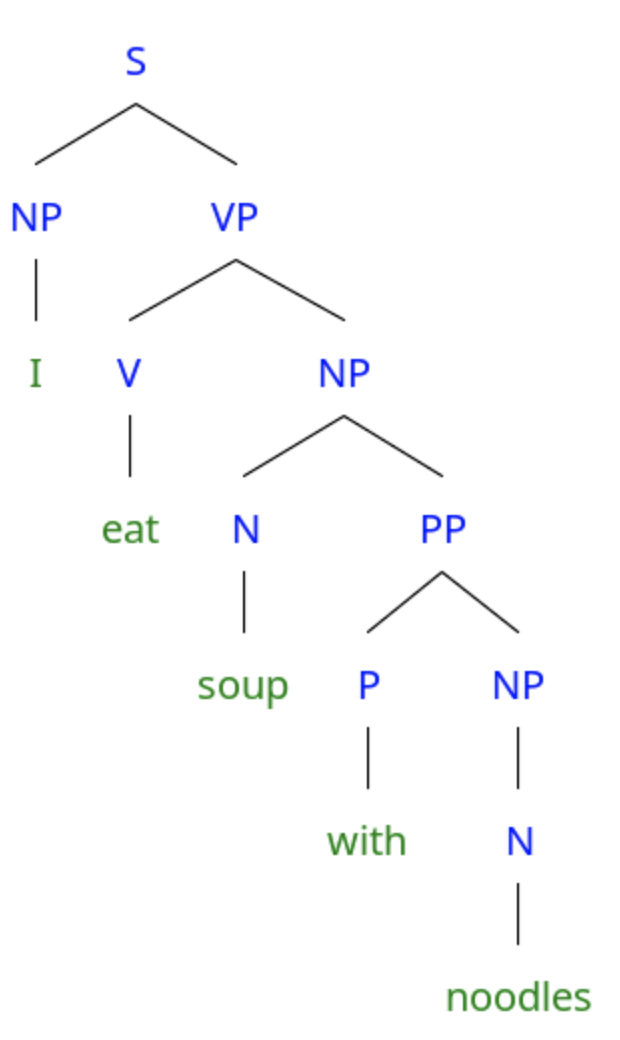 S
NP VP
I V NP
eat N PP
soup P NP
with N
noodles